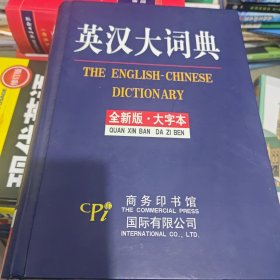 英汉大词典
THE ENGLISH-CHINESE
DICTIONARY
全新版·大字本
QUAN XIN BAN DA ZI BEN
CPi
商务印书馆
THE COMMERCIAL PRESS
国际有限公司
INTERNATIONAL CO., LTD.